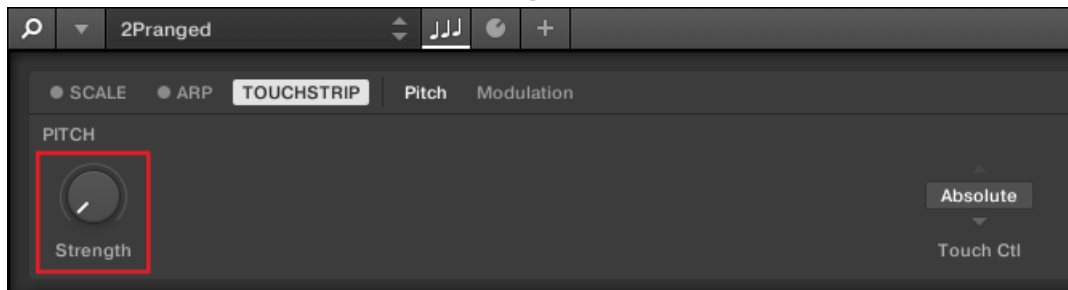 2Pranged
SCALE ARP TOUCHSTRIP Pitch Modulation
PITCH
Absolute
Strength Touch Ctl